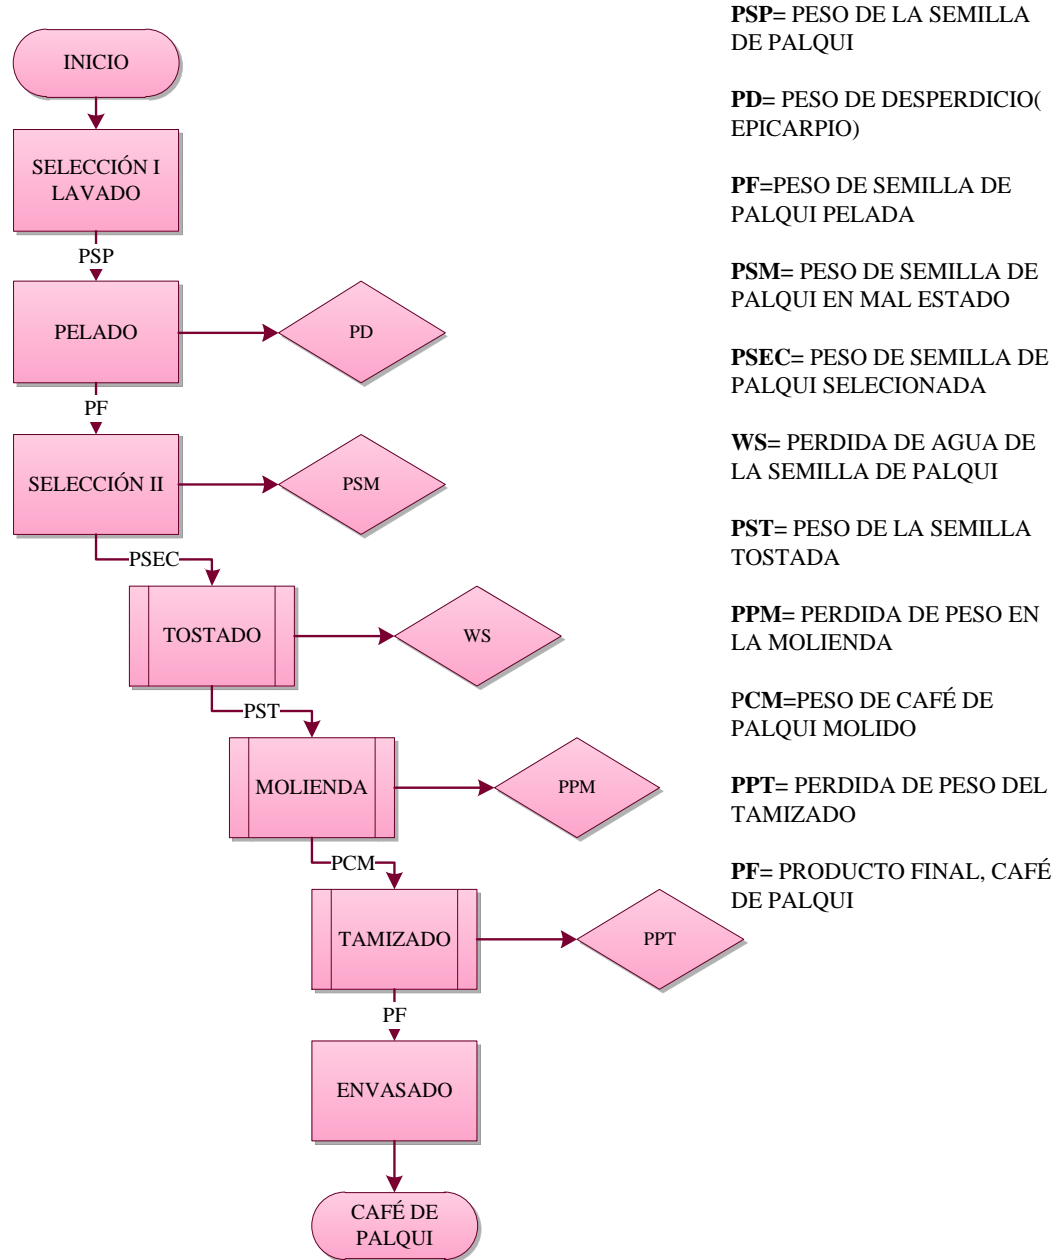 INICIO
SELECCIÓN I
LAVADO
PSP
PELADO
PD
PF
SELECCIÓN II
PSM
PSEC
TOSTADO
WS
PST
MOLIENDA
PPM
PCM
TAMIZADO
PPT
PF
ENVASADO
CAFÉ DE
PALQUI
PSP= PESO DE LA SEMILLA
DE PALQUI
PD= PESO DE DESPERDICIO(
EPICARPIO)
PF=PESO DE SEMILLA DE
PALQUI PELADA
PSM= PESO DE SEMILLA DE
PALQUI EN MAL ESTADO
PSEC= PESO DE SEMILLA DE
PALQUI SELECIONADA
WS= PERDIDA DE AGUA DE
LA SEMILLA DE PALQUI
PST= PESO DE LA SEMILLA
TOSTADA
PPM= PERDIDA DE PESO EN
LA MOLIENDA
PCM=PESO DE CAFÉ DE
PALQUI MOLIDO
PPT= PERDIDA DE PESO DEL
TAMIZADO
PF= PRODUCTO FINAL, CAFÉ
DE PALQUI